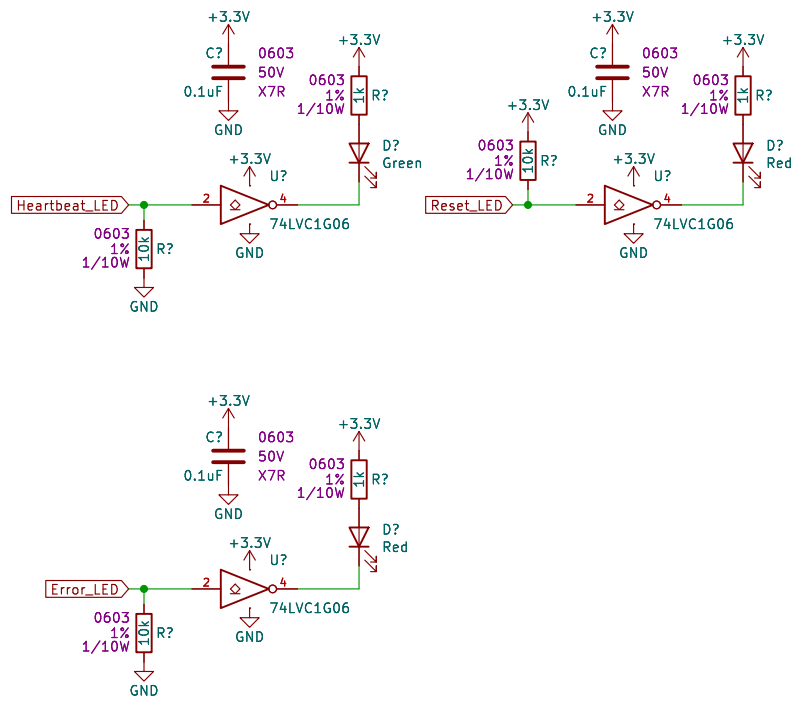 +3.3V
C?
0.1uF
0603
50V
X7R
GND
+3.3V
0603
1%
1/10W
1k
R?
D?
Green
+3.3V
U?
Heartbeat_LED
2
4
74LVC1G06
GND
0603
1%
1/10W
10k
R?
GND
+3.3V
C?
0.1uF
0603
50V
X7R
GND
+3.3V
0603
1%
1/10W
1k
R?
D?
Red
+3.3V
0603
1%
1/10W
10k
R?
+3.3V
U?
Reset_LED
2
4
74LVC1G06
GND
+3.3V
C?
0.1uF
0603
50V
X7R
GND
+3.3V
0603
1%
1/10W
1k
R?
D?
Red
+3.3V
U?
Error_LED
2
4
74LVC1G06
GND
0603
1%
1/10W
10k
R?
GND